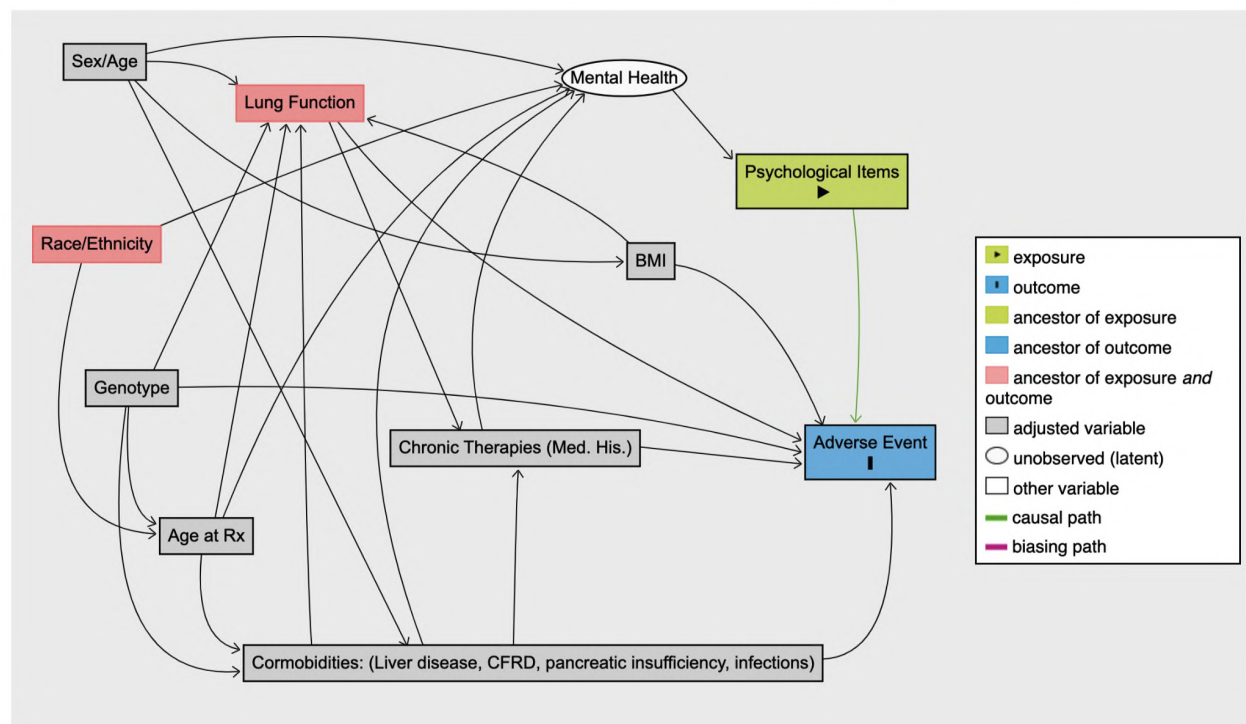 Sex/Age
Mental Health
Lung Function
Psychological Items
Race/Ethnicity
BMI
Genotype
Chronic Therapies (Med. His.)
Adverse Event
Age at Rx
Cormobidities: (Liver disease, CFRD, pancreatic insufficiency, infections)
exposure
outcome
ancestor of exposure
ancestor of outcome
ancestor of exposure and
outcome
adjusted variable
unobserved (latent)
other variable
causal path
biasing path